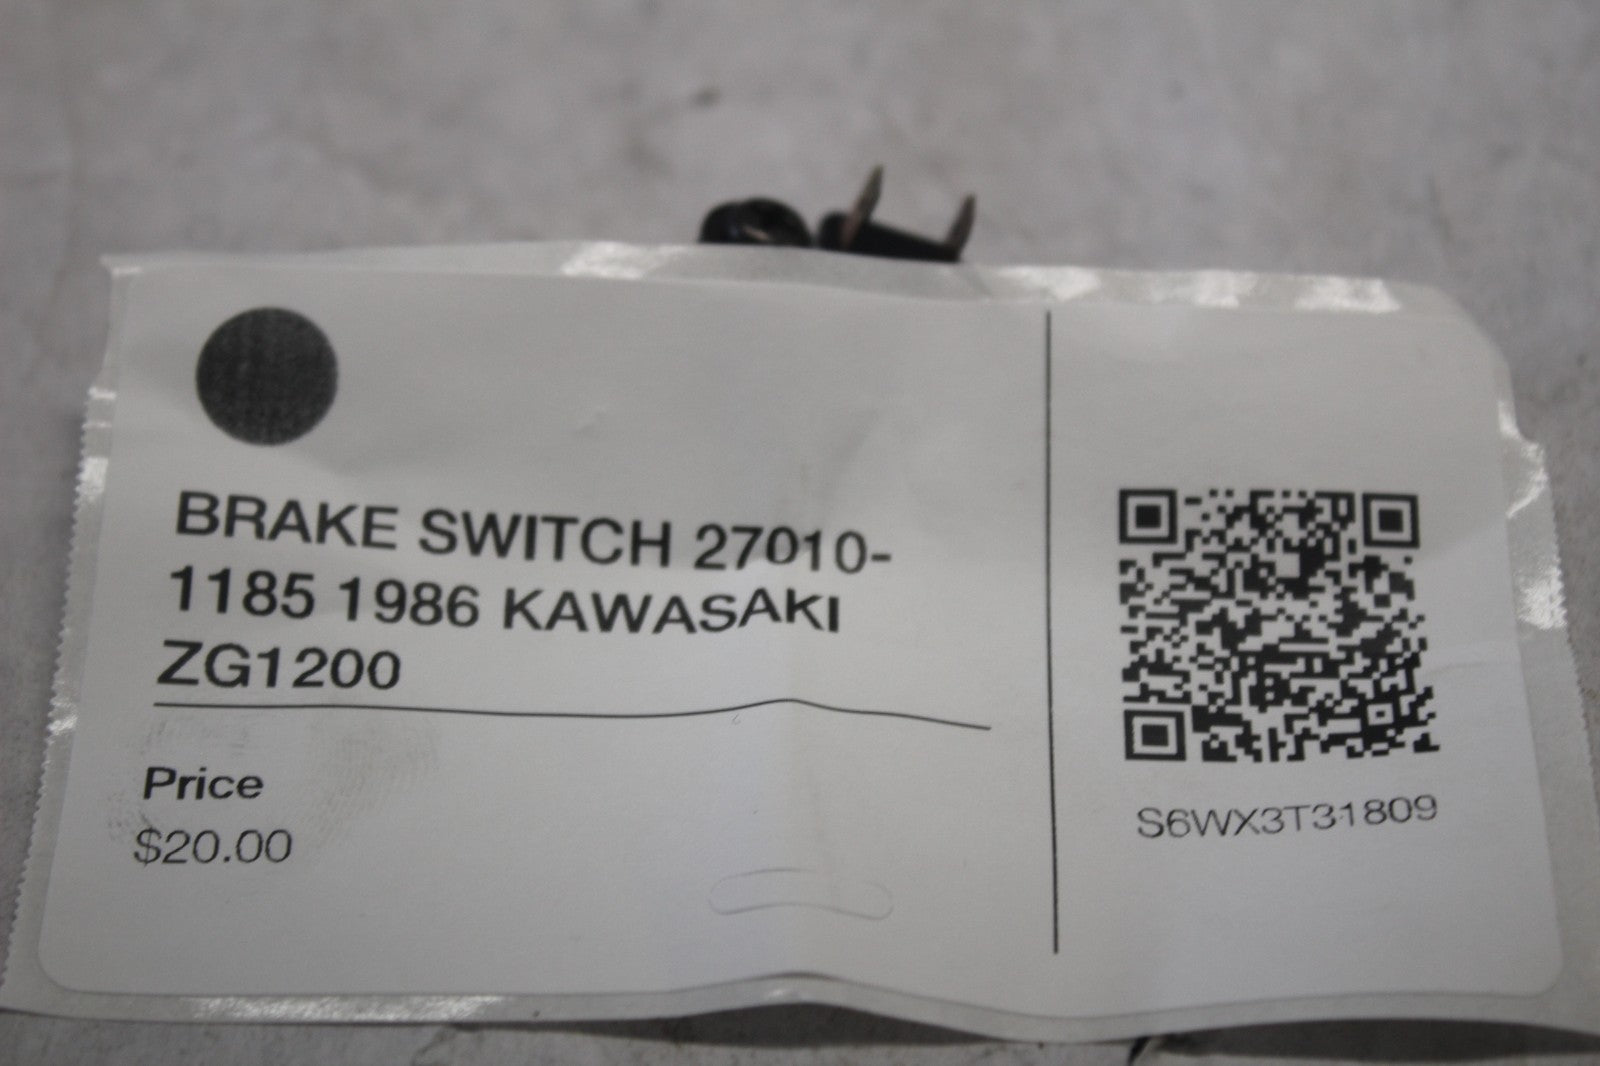 BRAKE SWITCH 27010-
1185 1986 KAWASAKI
ZG1200
Price
$20.00
S6WX3T31809